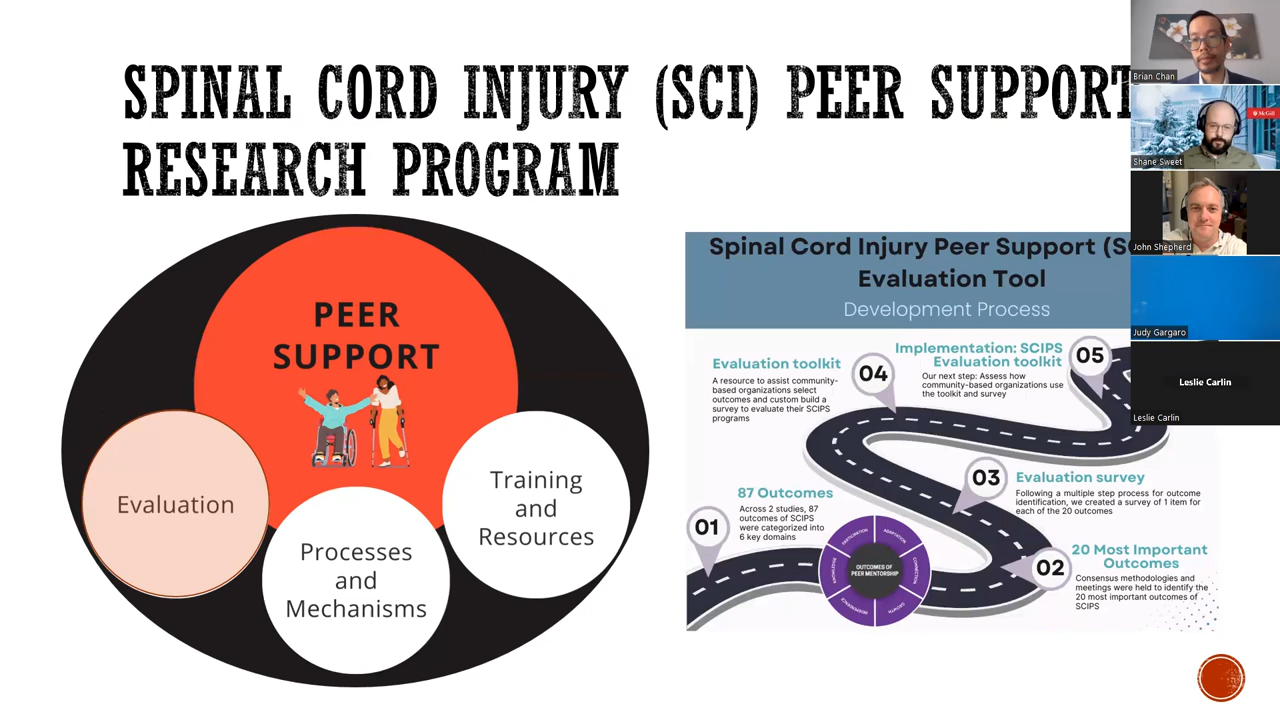 SPINAL CORD INJURY (SCI) PEER SUPPORT
RESEARCH PROGRAM
PEER
SUPPORT
Evaluation
Processes
and
Mechanisms
Training
and
Resources
Spinal Cord Injury Peer Support
Evaluation Tool
Development Process
01
87 Outcomes
Across 2 studies, 87
outcomes of SCIPS
were categorized into
6 key domains
OUTCOMES OF
PEER MENTORSHIP
PARTICIPATION
ADAPTATION
CONNECTION
GROWTH
INDEPENDENCE
KNOWLEDGE
02
20 Most Important
Outcomes
Consensus methodologies and
meetings were held to identify the
20 most important outcomes of
SCIPS
03
Evaluation survey
Following a multiple step process for outcome
identification, we created a survey of 1 item for
each of the 20 outcomes
04
Evaluation toolkit
A resource to assist community-
based organizations select
outcomes and custom build a
survey to evaluate their SCIPS
programs
05
Implementation: SCIPS
Evaluation toolkit
Our next step: Assess how
community-based organizations use
the toolkit and survey
Brian Chan
McGill
Shane Sweet
John Shepherd
Judy Gargaro
Leslie Carlin
Leslie Carlin